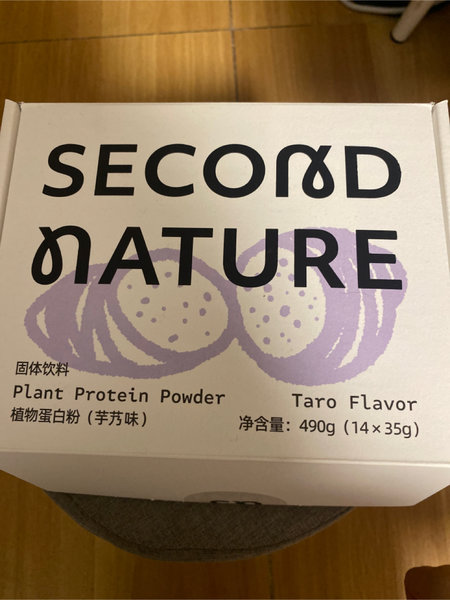 SECOND
NATURE
固体饮料
Plant Protein Powder
植物蛋白粉（芋艿味）
Taro Flavor
净含量：490g（14×35g）